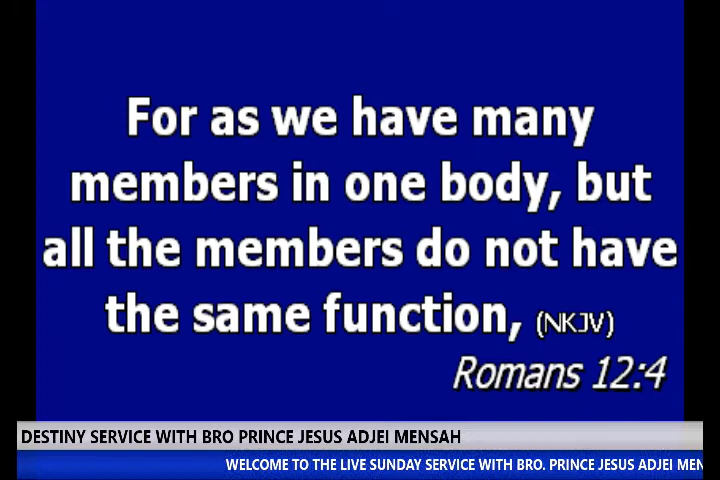 For as we have many
members in one body, but
all the members do not have
the same function, (NKJV)
Romans 12:4
DESTINY SERVICE WITH BRO PRINCE JESUS ADJEI MENSAH
WELCOME TO THE LIVE SUNDAY SERVICE WITH BRO. PRINCE JESUS ADJEI MEN